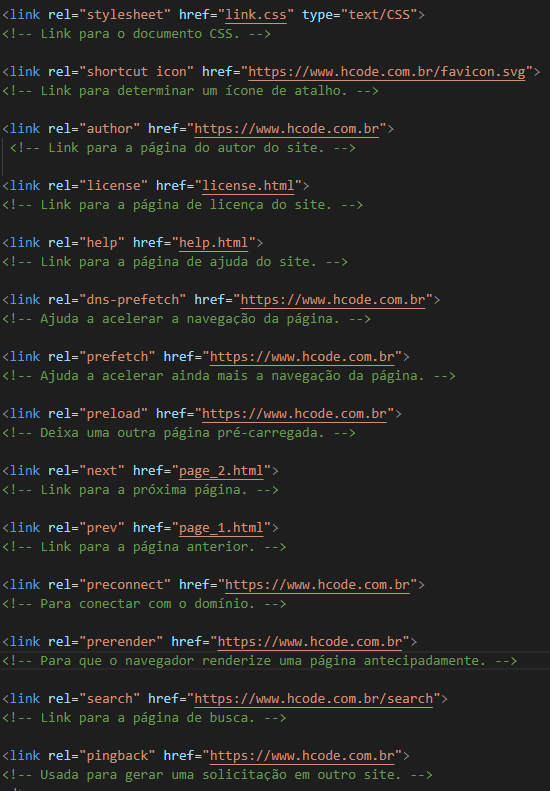 <link rel="stylesheet" href="link.css" type="text/CSS">
<!-- Link para o documento CSS. -->
<link rel="shortcut icon" href="https://www.hcode.com.br/favicon.svg">
<!-- Link para determinar um ícone de atalho. -->
<link rel="author" href="https://www.hcode.com.br">
<!-- Link para a página do autor do site. -->
<link rel="license" href="license.html">
<!-- Link para a página de licença do site. -->
<link rel="help" href="help.html">
<!-- Link para a página de ajuda do site. -->
<link rel="dns-prefetch" href="https://www.hcode.com.br">
<!-- Ajuda a acelerar a navegação da página. -->
<link rel="prefetch" href="https://www.hcode.com.br">
<!-- Ajuda a acelerar ainda mais a navegação da página. -->
<link rel="preload" href="https://www.hcode.com.br">
<!-- Deixa uma outra página pré-carregada. -->
<link rel="next" href="page_2.html">
<!-- Link para a próxima página. -->
<link rel="prev" href="page_1.html">
<!-- Link para a página anterior. -->
<link rel="preconnect" href="https://www.hcode.com.br">
<!-- Para conectar com o domínio. -->
<link rel="prerender" href="https://www.hcode.com.br">
<!-- Para que o navegador renderize uma página antecipadamente. -->
<link rel="search" href="https://www.hcode.com.br/search">
<!-- Link para a página de busca. -->
<link rel="pingback" href="https://www.hcode.com.br">
<!-- Usada para gerar uma solicitação em outro site. -->